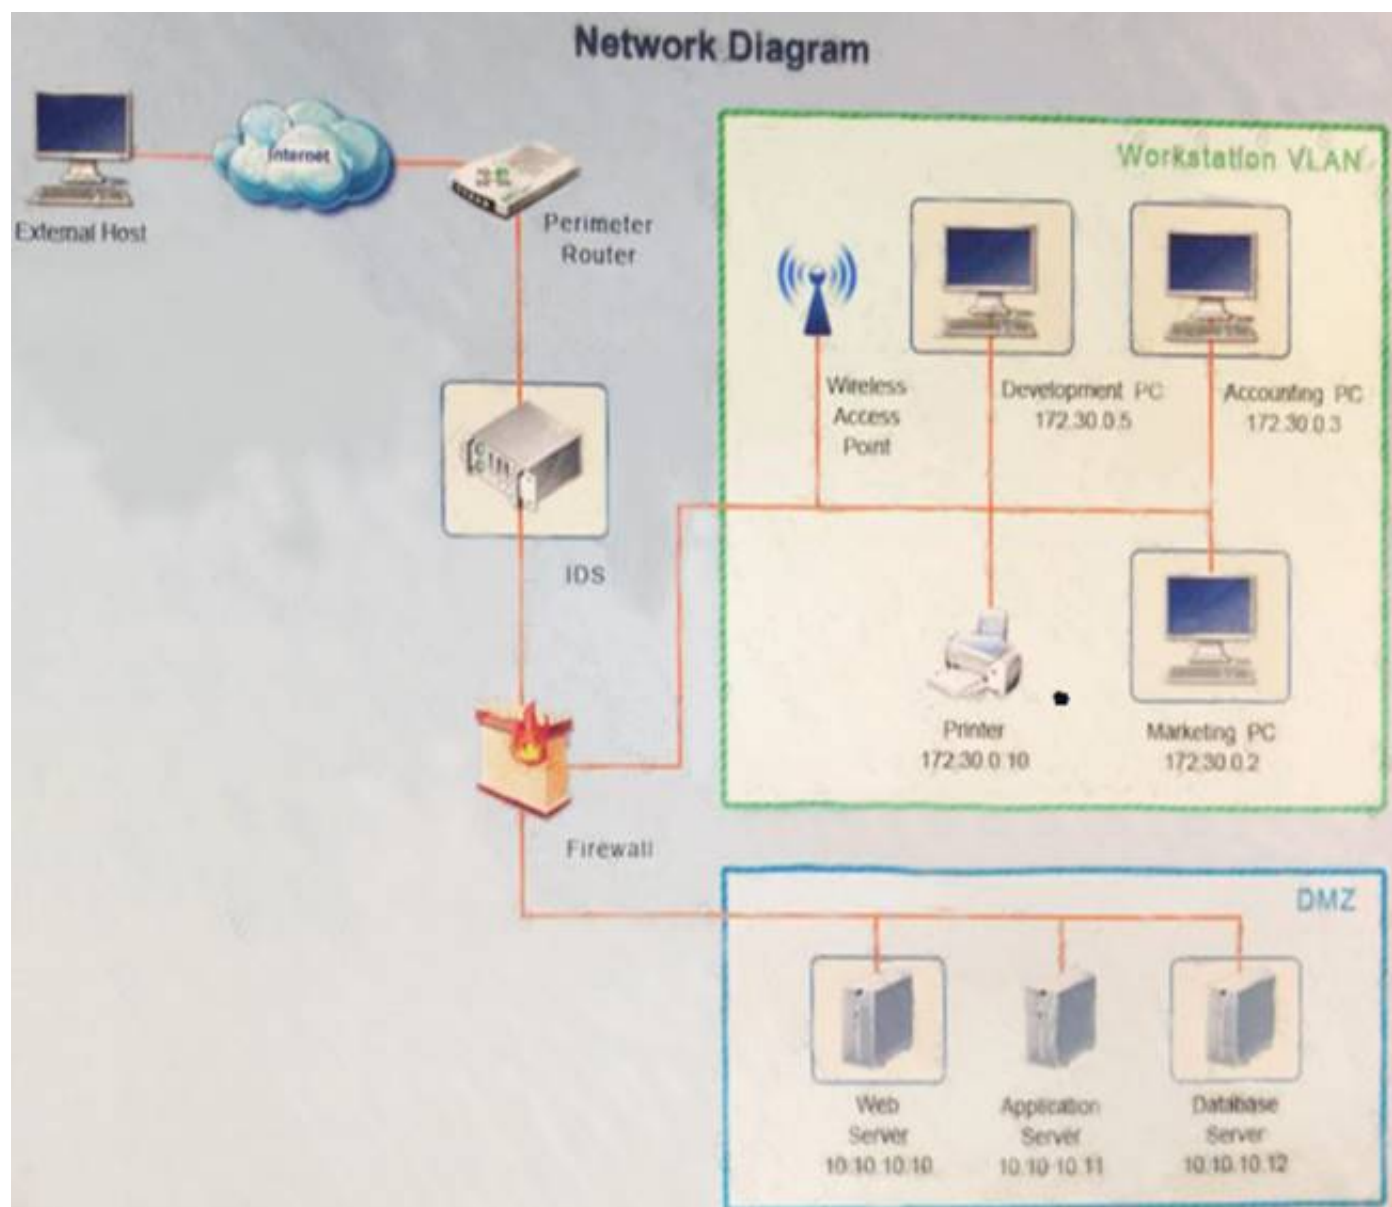 Network Diagram
Internet
External Host
Perimeter
Router
Workstation VLAN
Wireless
Access
Point
Development PC
172.30.0.5
Accounting PC
172.30.0.3
IDS
Printer
172.30.0.10
Marketing PC
172.30.0.2
Firewall
DMZ
Web
Server
10.10.10.10
Application
Server
10.10.10.11
Database
Server
10.10.10.12